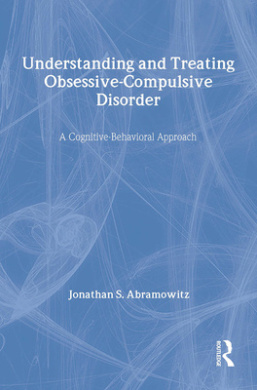 Understanding and Treating
Obsessive-Compulsive
Disorder
A Cognitive-Behavioral Approach
Jonathan S. Abramowitz
ROUTLEDGE